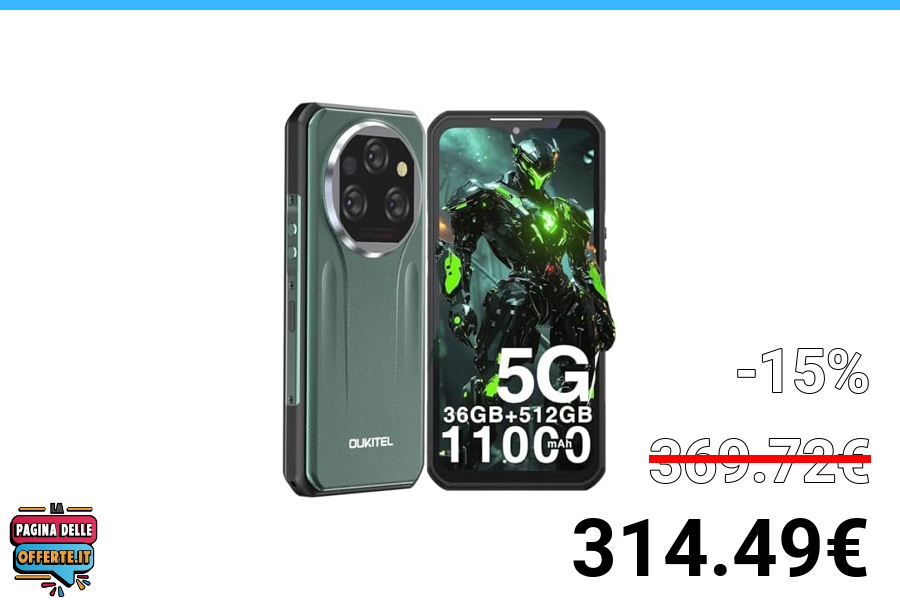 5G
36GB+512GB
11000
mAh
OUKITEL
-15%
369.72€
314.49€
LA
PAGINA DELLE
OFFERTE.IT